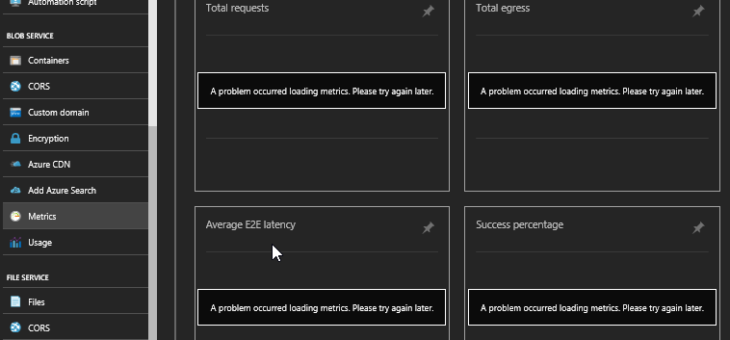 Automation script
BLOB SERVICE
Containers
CORS
Custom domain
Encryption
Azure CDN
Add Azure Search
Metrics
Usage
FILE SERVICE
Files
CORS
Total requests
A problem occurred loading metrics. Please try again later.
Total egress
A problem occurred loading metrics. Please try again later.
Average E2E latency
A problem occurred loading metrics. Please try again later.
Success percentage
A problem occurred loading metrics. Please try again later.